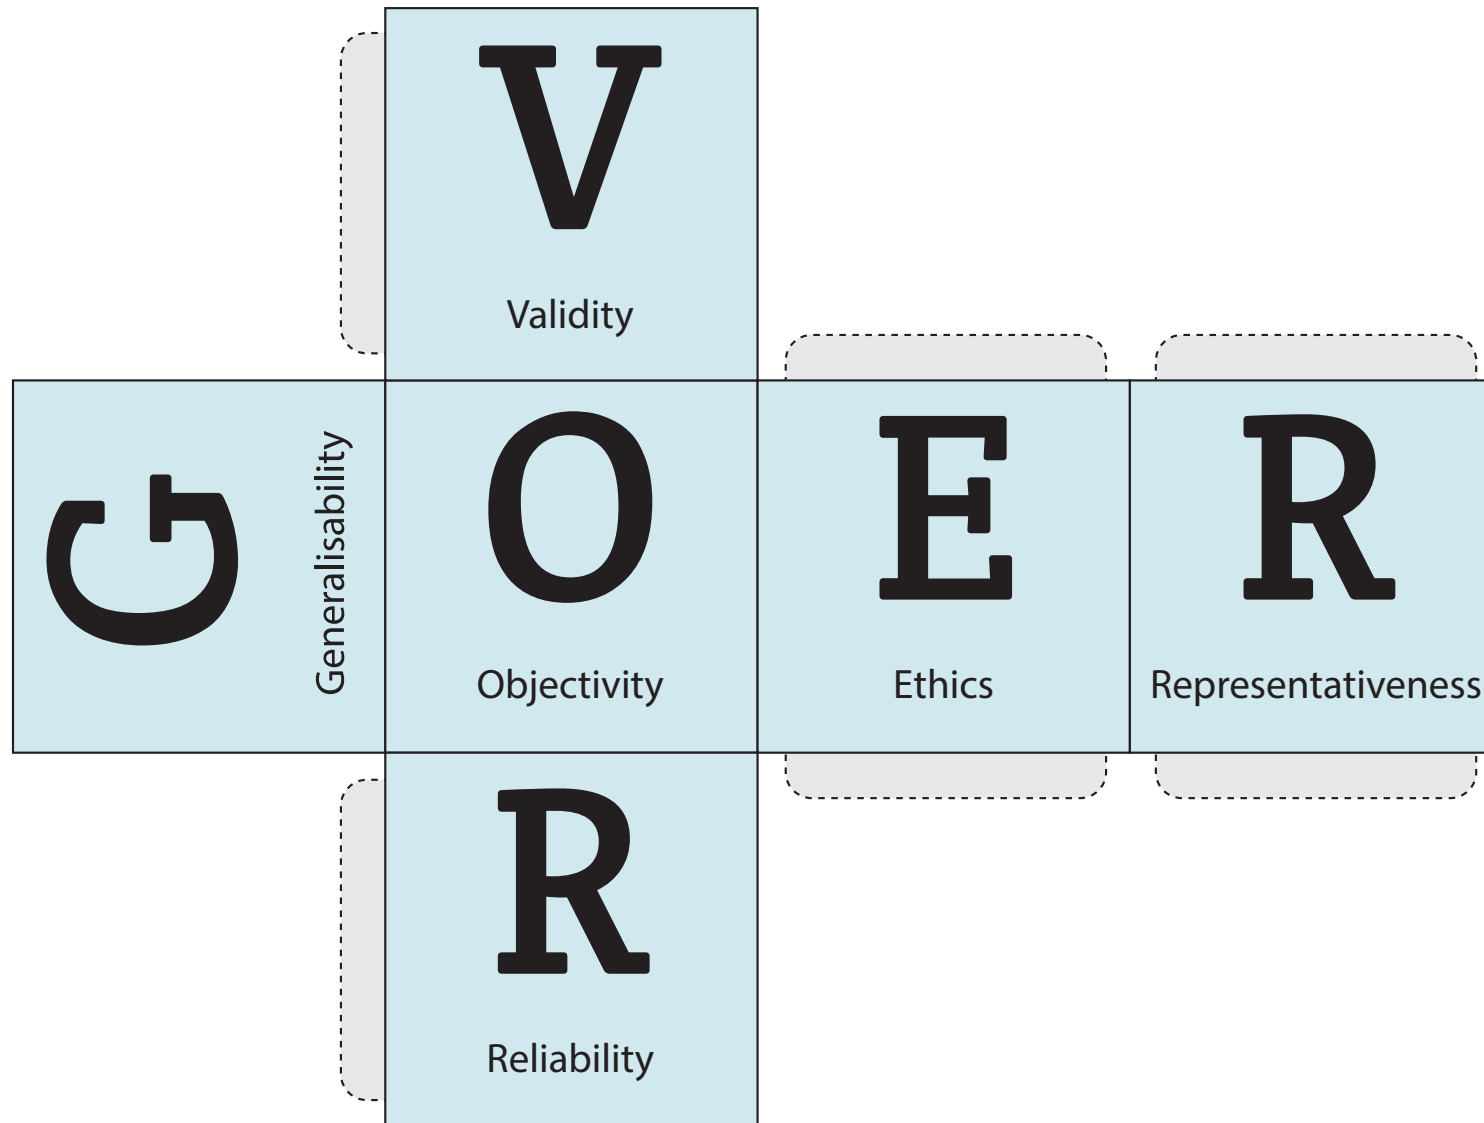 V
Validity
G
Generalisability
O
Objectivity
E
Ethics
R
Representativeness
R
Reliability